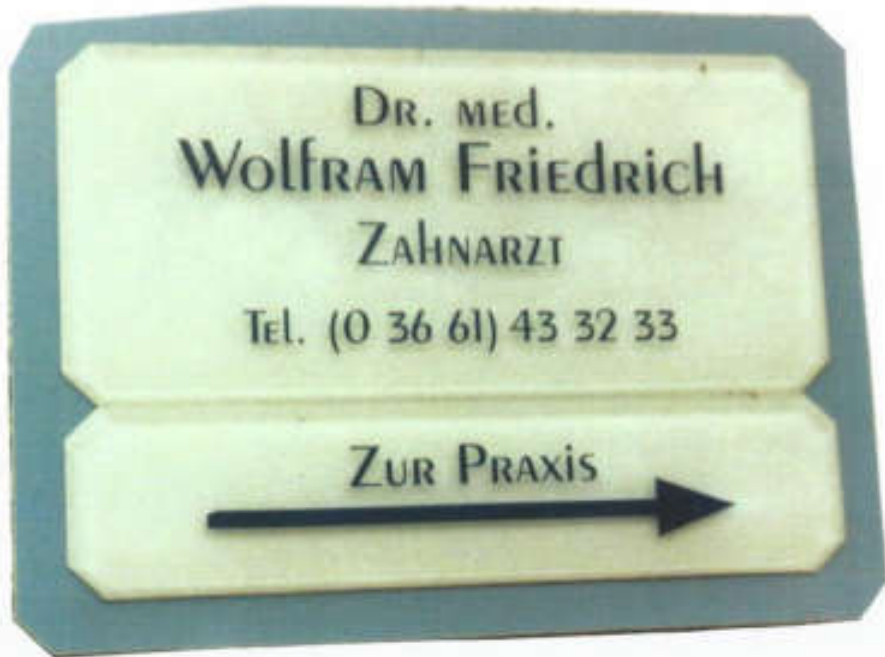 Dr. med.
Wolfram Friedrich
Zahnarzt
Tel. (0 36 61) 43 32 33
Zur Praxis